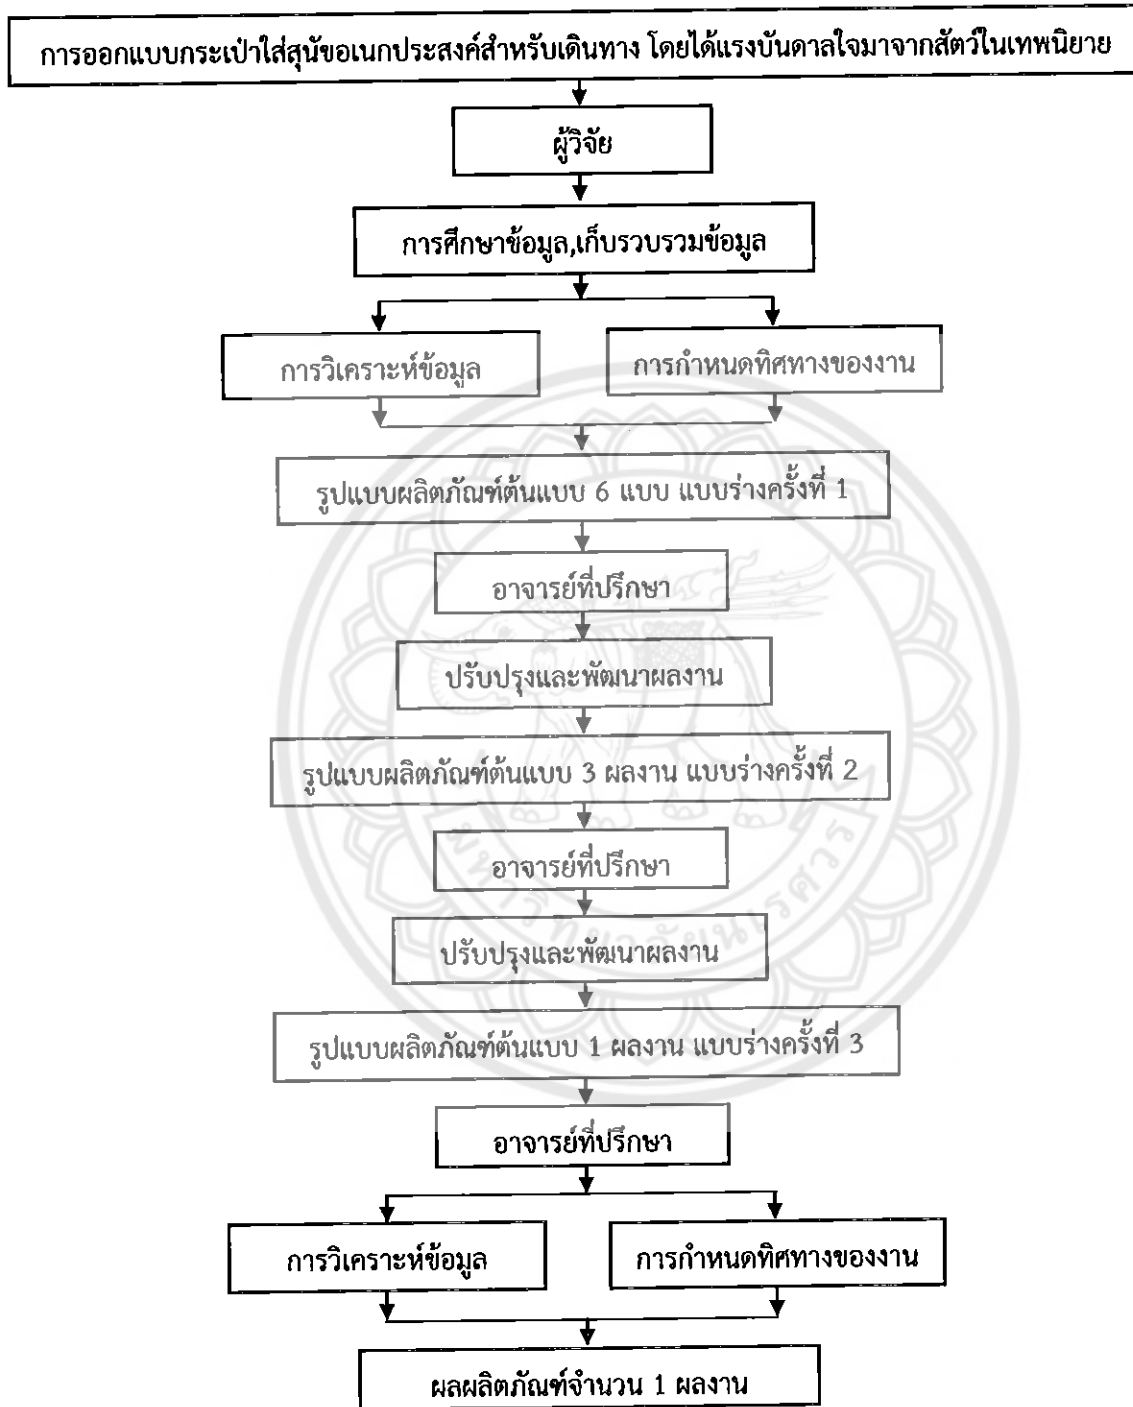 การออกแบบกระเป๋าใส่สุนัขอเนกประสงค์สำหรับเดินทาง โดยได้แรงบันดาลใจมาจากสัตว์ในเทพนิยาย
ผู้วิจัย
การศึกษาข้อมูล,เก็บรวบรวมข้อมูล
การวิเคราะห์ข้อมูล
การกำหนดทิศทางของงาน
รูปแบบผลิตภัณฑ์ต้นแบบ 6 แบบ แบบร่างครั้งที่ 1
อาจารย์ที่ปรึกษา
ปรับปรุงและพัฒนาผลงาน
รูปแบบผลิตภัณฑ์ต้นแบบ 3 ผลงาน แบบร่างครั้งที่ 2
อาจารย์ที่ปรึกษา
มหาวิทยาลัยนเรศวร
ปรับปรุงและพัฒนาผลงาน
รูปแบบผลิตภัณฑ์ต้นแบบ 1 ผลงาน แบบร่างครั้งที่ 3
อาจารย์ที่ปรึกษา
การวิเคราะห์ข้อมูล
การกำหนดทิศทางของงาน
ผลผลิตภัณฑ์จำนวน 1 ผลงาน